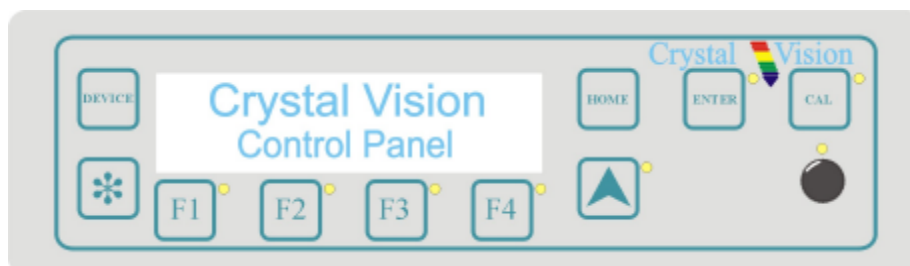 Crystal Vision
DEVICE
Crystal Vision
Control Panel
HOME
ENTER
CAL
F1
F2
F3
F4